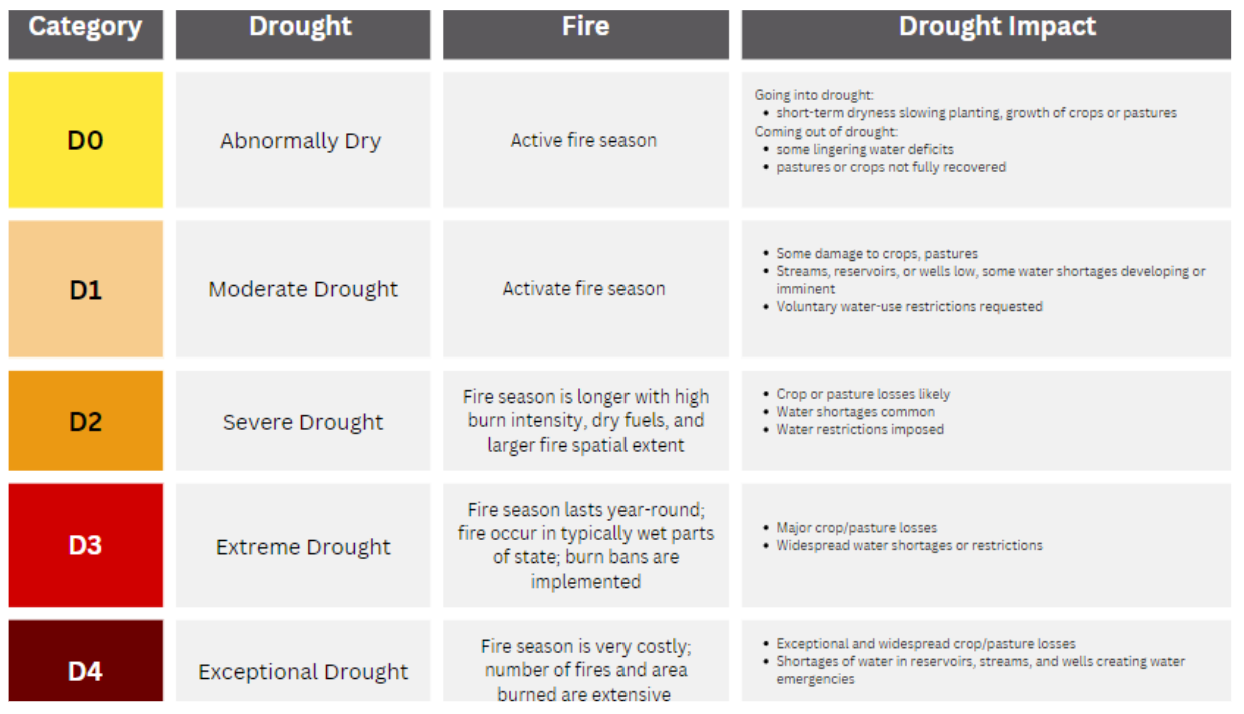 Category Drought Fire Drought Impact
D0
Abnormally Dry
Active fire season
Going into drought:
• short-term dryness slowing planting, growth of crops or pastures
Coming out of drought:
• some lingering water deficits
• pastures or crops not fully recovered
D1
Moderate Drought
Activate fire season
• Some damage to crops, pastures
• Streams, reservoirs, or wells low, some water shortages developing or
imminent
• Voluntary water-use restrictions requested
D2
Severe Drought
Fire season is longer with high
burn intensity, dry fuels, and
larger fire spatial extent
• Crop or pasture losses likely
• Water shortages common
• Water restrictions imposed
D3
Extreme Drought
Fire season lasts year-round;
fire occur in typically wet parts
of state; burn bans are
implemented
• Major crop/pasture losses
• Widespread water shortages or restrictions
D4
Exceptional Drought
Fire season is very costly;
number of fires and area
burned are extensive
• Exceptional and widespread crop/pasture losses
• Shortages of water in reservoirs, streams, and wells creating water
emergencies